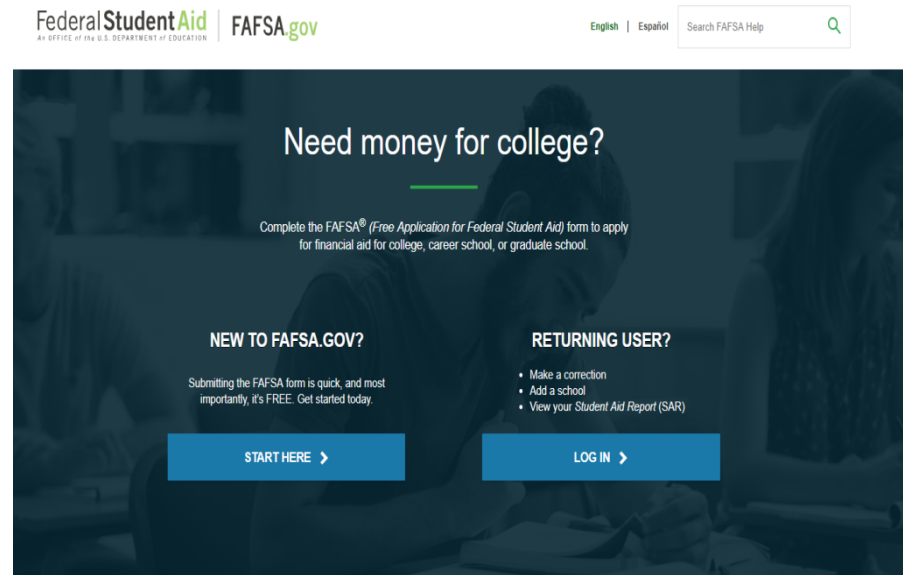 Federal Student Aid
An OFFICE of the U.S. DEPARTMENT of EDUCATION
FAFSA.gov
English | Español
Search FAFSA Help
Need money for college?
Complete the FAFSA® (Free Application for Federal Student Aid) form to apply
for financial aid for college, career school, or graduate school.
NEW TO FAFSA.GOV?
Submitting the FAFSA form is quick, and most
importantly, it's FREE. Get started today.
START HERE
RETURNING USER?
• Make a correction
• Add a school
• View your Student Aid Report (SAR)
LOG IN